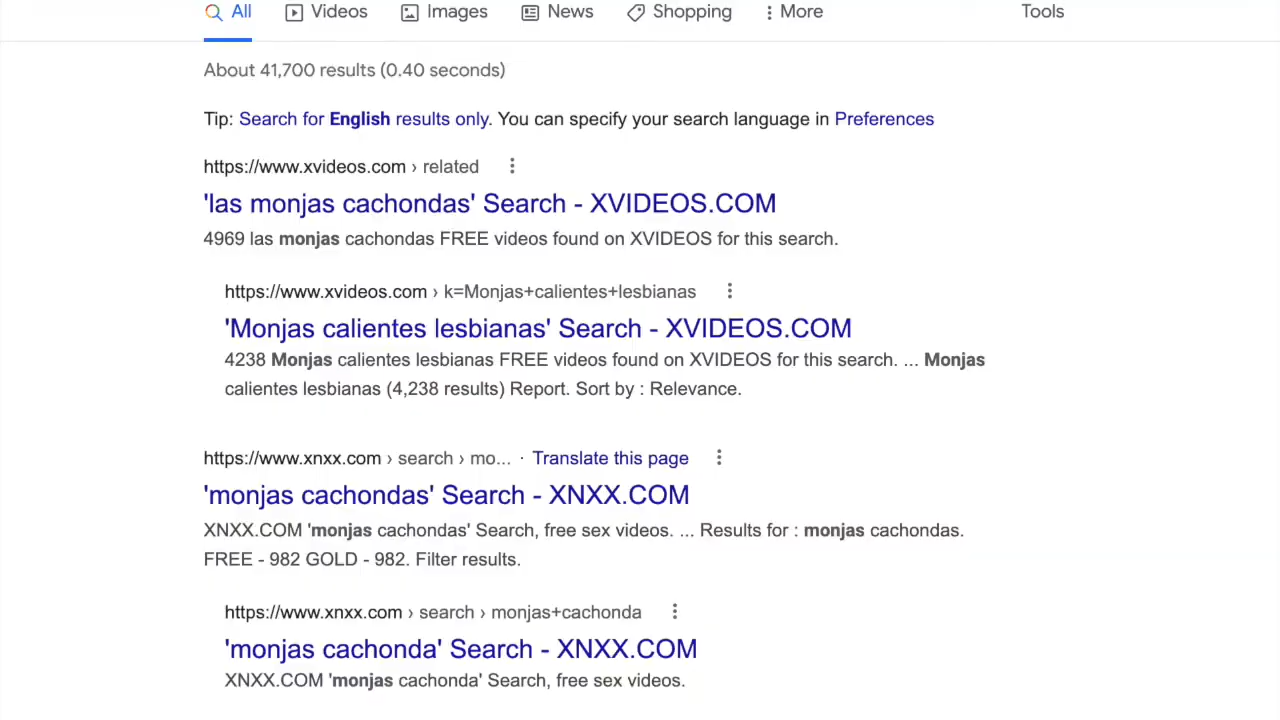 All Videos Images News Shopping More Tools
About 41,700 results (0.40 seconds)
Tip: Search for English results only. You can specify your search language in Preferences
https://www.xvideos.com › related
'las monjas cachondas' Search - XVIDEOS.COM
4969 las monjas cachondas FREE videos found on XVIDEOS for this search.
https://www.xvideos.com › k=Monjas+calientes+lesbianas
'Monjas calientes lesbianas' Search - XVIDEOS.COM
4238 Monjas calientes lesbianas FREE videos found on XVIDEOS for this search. ... Monjas
calientes lesbianas (4,238 results) Report. Sort by : Relevance.
https://www.xnxx.com › search › mo... · Translate this page
'monjas cachondas' Search - XNXX.COM
XNXX.COM 'monjas cachondas' Search, free sex videos. ... Results for : monjas cachondas.
FREE - 982 GOLD - 982. Filter results.
https://www.xnxx.com › search › monjas+cachonda
'monjas cachonda' Search - XNXX.COM
XNXX.COM 'monjas cachonda' Search, free sex videos.